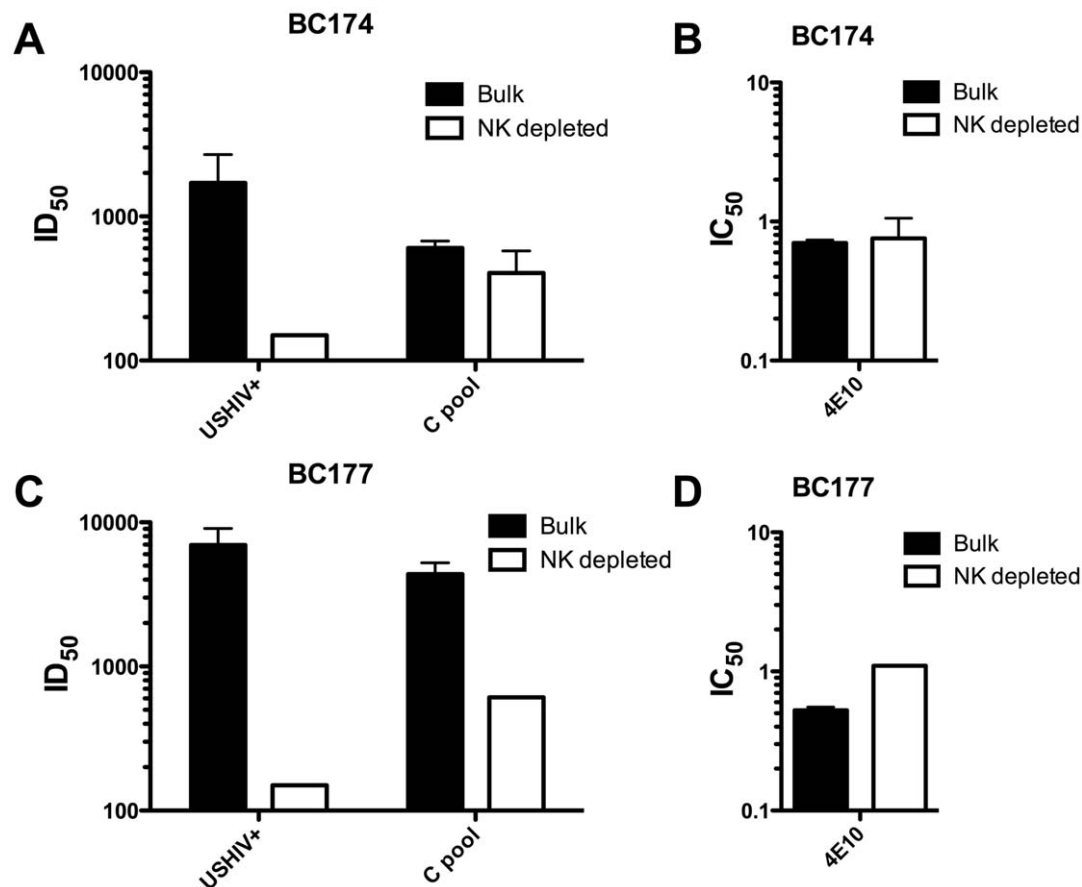 A
BC174
10000
1000
100
ID50
Bulk
NK depleted
USHIV+
C pool
B
BC174
10
1
0.1
IC50
Bulk
NK depleted
4E10
C
BC177
10000
1000
100
ID50
Bulk
NK depleted
USHIV+
C pool
D
BC177
10
1
0.1
IC50
Bulk
NK depleted
4E10